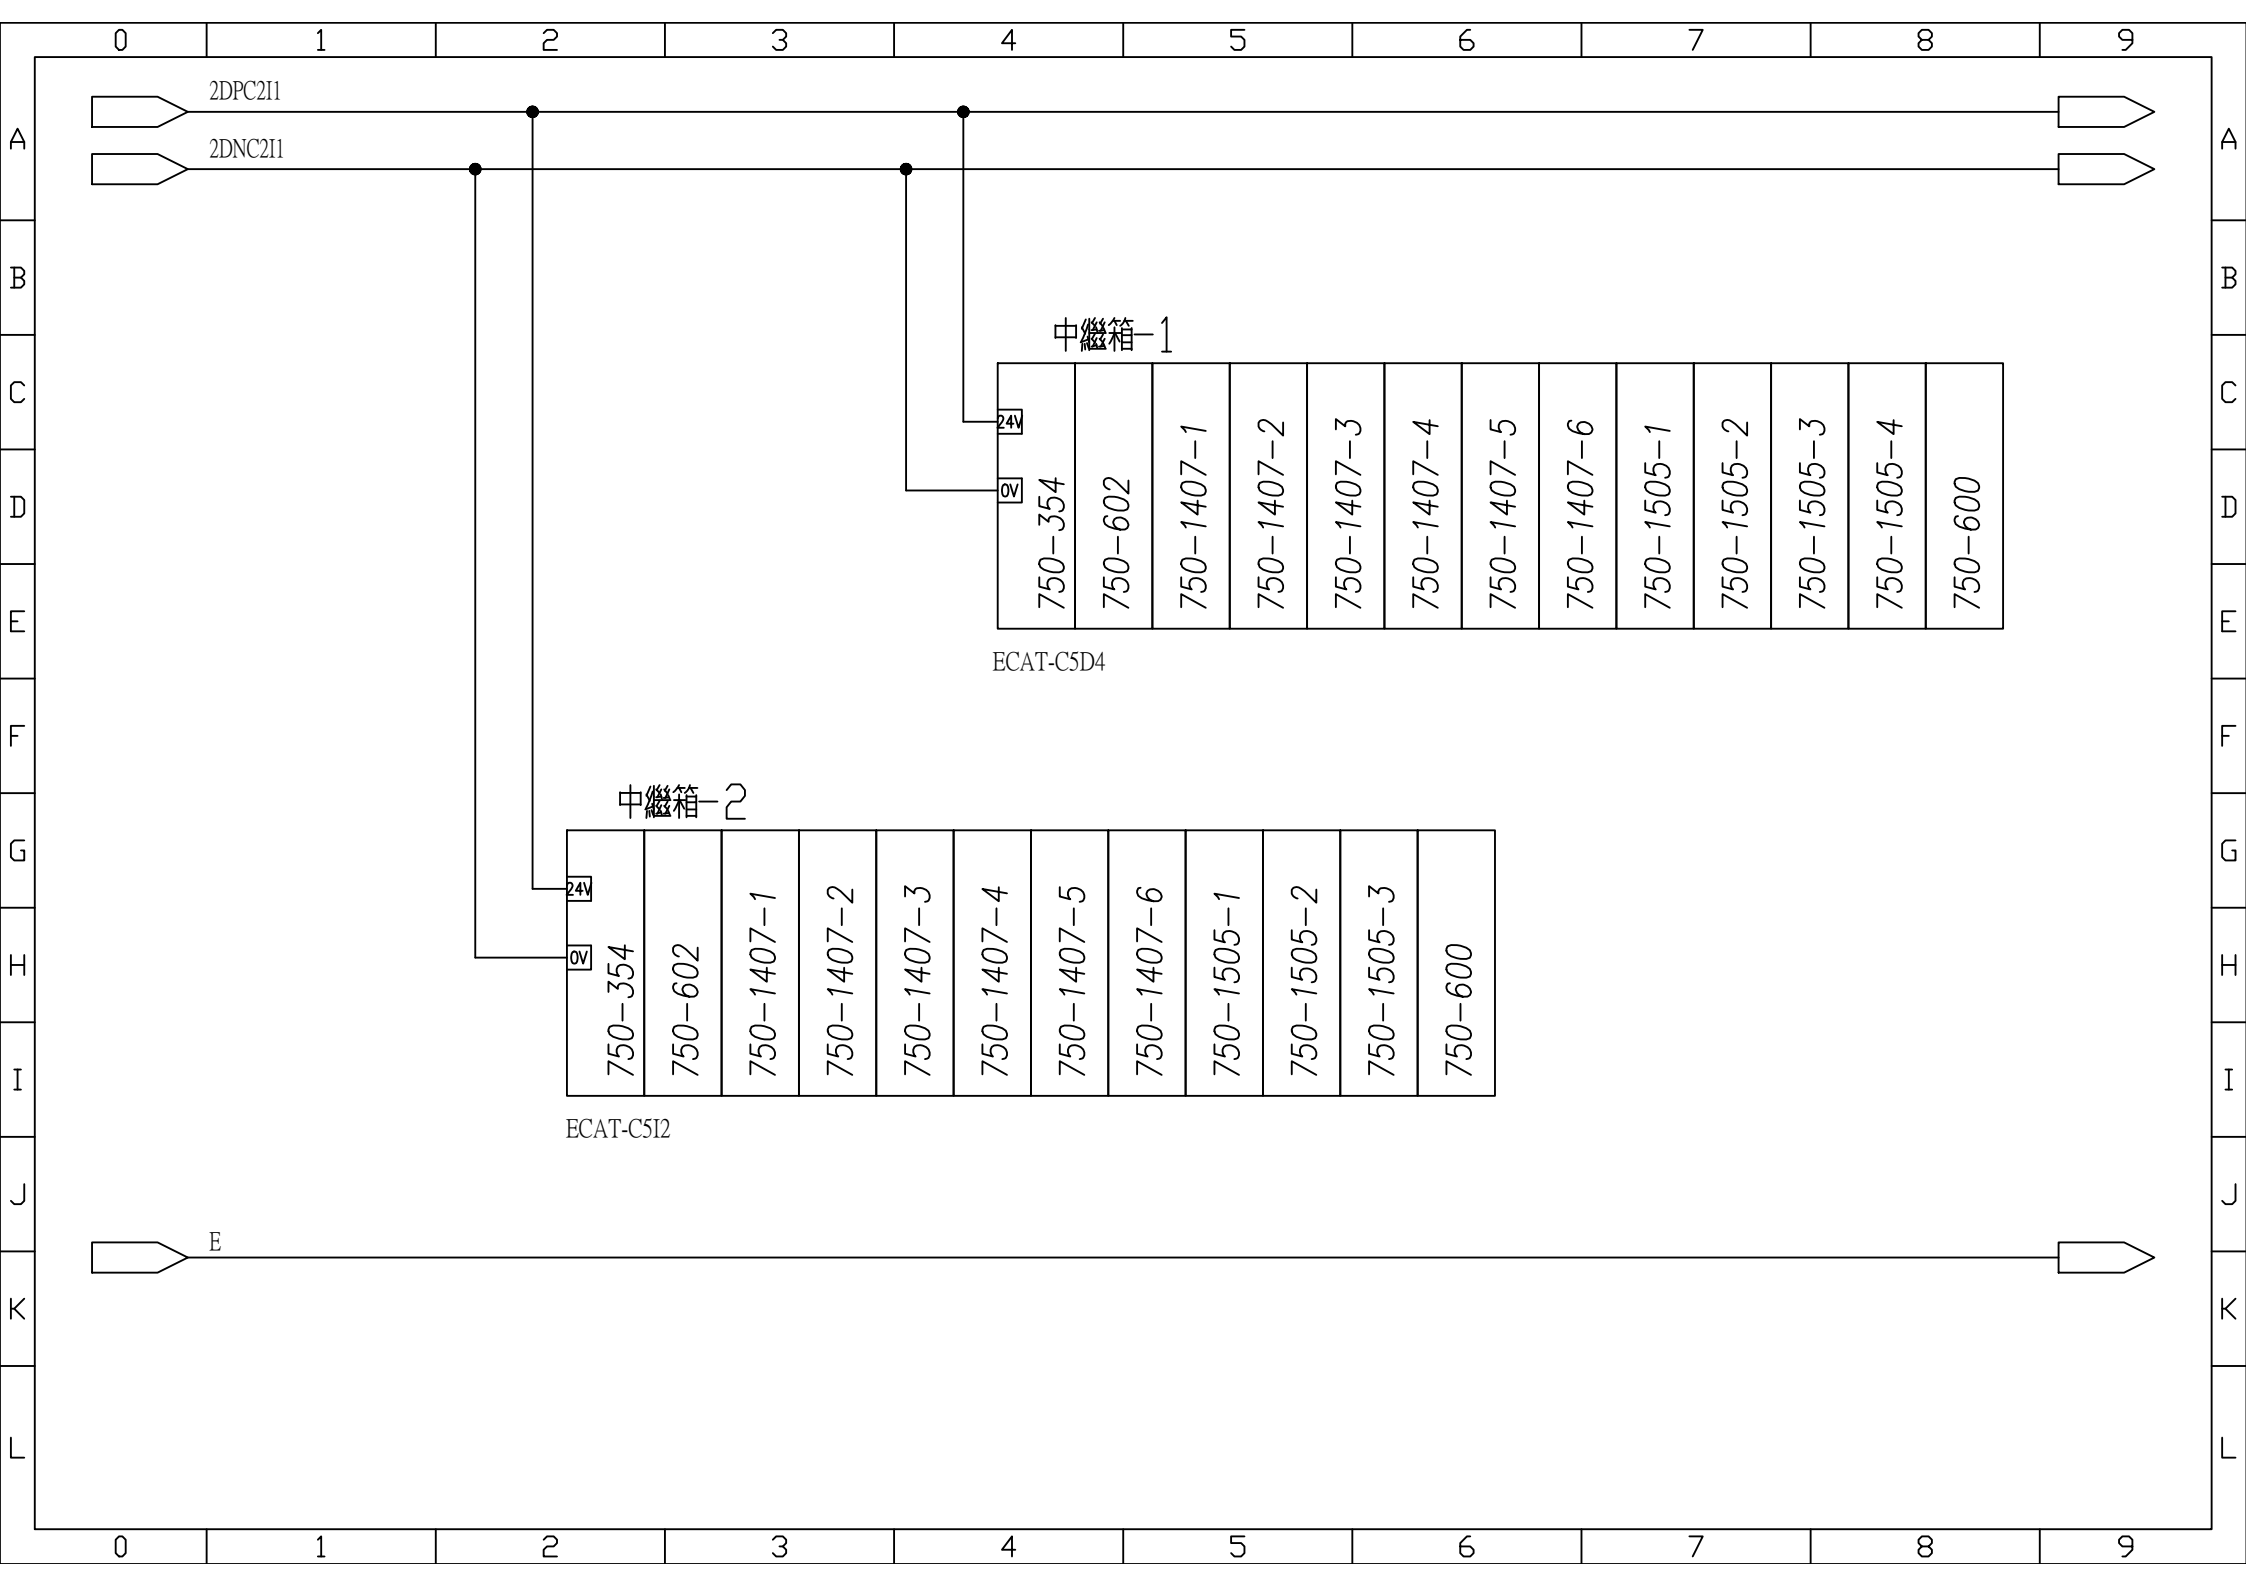 0 1 2 3 4 5 6 7 8 9
2DPC2I1
A A
2DNC2I1
B B
中繼箱-1
C C
24V
0V
D D
750-354 750-602 750-1407-1 750-1407-2 750-1407-3 750-1407-4 750-1407-5 750-1407-6 750-1505-1 750-1505-2 750-1505-3 750-1505-4 750-600
E E
ECAT-C5D4
F F
中繼箱-2
G G
24V
0V
H H
750-354 750-602 750-1407-1 750-1407-2 750-1407-3 750-1407-4 750-1407-5 750-1407-6 750-1505-1 750-1505-2 750-1505-3 750-600
I I
ECAT-C5I2
J J
E
K K
L L
0 1 2 3 4 5 6 7 8 9